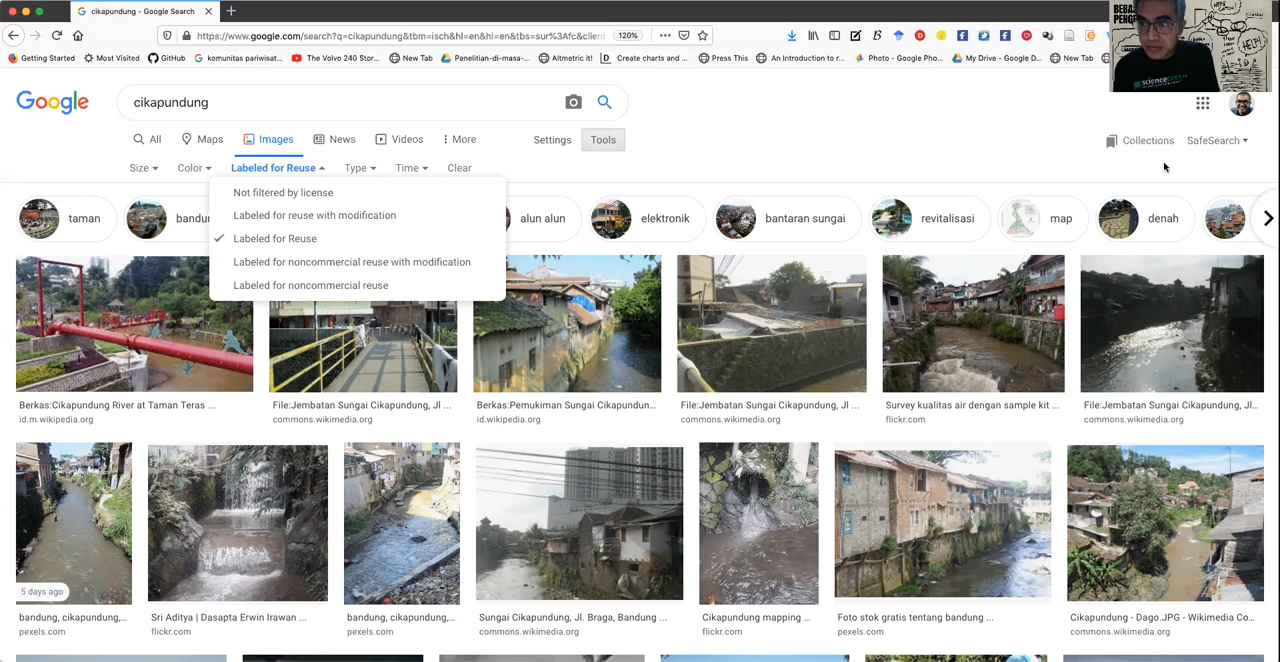 cikapundung - Google Search
https://www.google.com/search?q=cikapundung&tbm=isch&hl=en&hl=en&tbs=sur%3Afc&clien
120%
Getting Started
Most Visited
GitHub
komunitas pariwisat...
The Volvo 240 Stor...
New Tab
Penelitian-di-masa-...
Altmetric it!
Create charts and ...
Press This
An Introduction to r...
Photo - Google Pho...
My Drive - Google D...
New Tab
HELP!
science
Google
cikapundung
All
Maps
Images
News
Videos
More
Settings
Tools
Collections
SafeSearch
Size
Color
Labeled for Reuse
Type
Time
Clear
Not filtered by license
Labeled for reuse with modification
Labeled for Reuse
Labeled for noncommercial reuse with modification
Labeled for noncommercial reuse
taman
bandu
alun alun
elektronik
bantaran sungai
revitalisasi
map
denah
Berkas:Cikapundung River at Taman Teras ...
id.m.wikipedia.org
File:Jembatan Sungai Cikapundung, Jl ...
commons.wikimedia.org
Berkas:Pemukiman Sungai Cikapundun...
id.wikipedia.org
File:Jembatan Sungai Cikapundung, Jl ...
commons.wikimedia.org
Survey kualitas air dengan sample kit ...
flickr.com
File:Jembatan Sungai Cikapundung, Jl...
commons.wikimedia.org
5 days ago
bandung, cikapundung,...
pexels.com
Sri Aditya | Dasapta Erwin Irawan ...
flickr.com
bandung, cikapundung,...
pexels.com
Sungai Cikapundung, Jl. Braga, Bandung ...
commons.wikimedia.org
Cikapundung mapping ...
flickr.com
Foto stok gratis tentang bandung ...
pexels.com
Cikapundung - Dago.JPG - Wikimedia Co...
commons.wikimedia.org